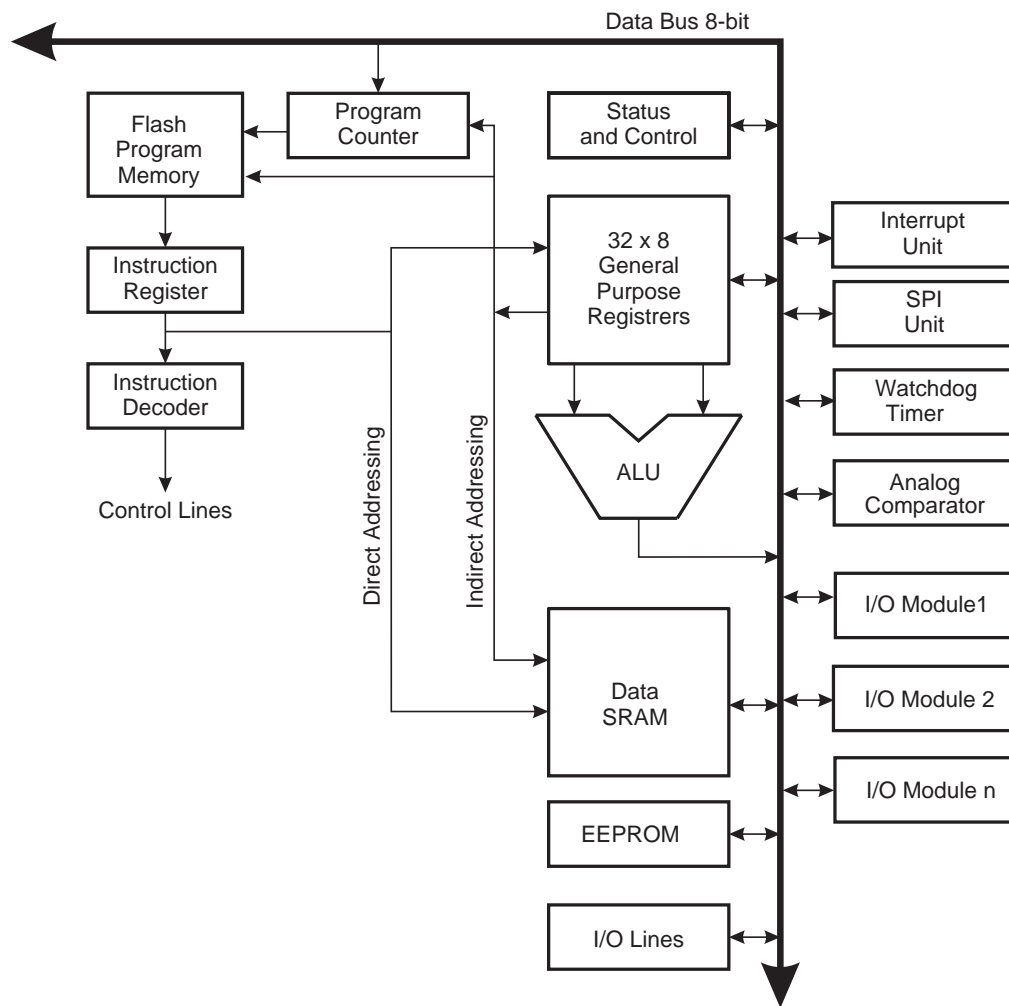 Data Bus 8-bit
Flash
Program
Memory
Program
Counter
Status
and Control
Interrupt
Unit
32 x 8
General
Purpose
Registrers
Instruction
Register
SPI
Unit
Instruction
Decoder
Watchdog
Timer
ALU
Analog
Comparator
Control Lines
Direct Addressing
Indirect Addressing
I/O Module1
Data
SRAM
I/O Module 2
I/O Module n
EEPROM
I/O Lines